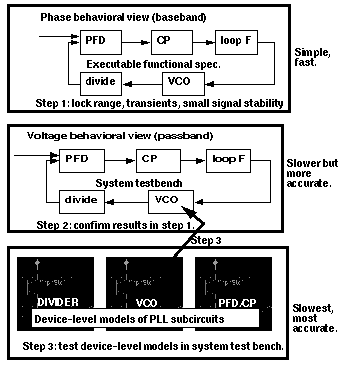 Phase behavioral view (baseband)
PFD CP loop F
Executable functional spec.
divide VCO
Step 1: lock range, transients, small signal stability
Simple,
fast.
Voltage behavioral view (passband)
PFD CP loop F
System testbench
divide VCO
Step 2: confirm results in step 1.
Slower but
more
accurate.
Step 3
DIVIDER VCO PFD/CP
Device-level models of PLL subcircuits
Step 3: test device-level models in system test bench.
Slowest,
most
accurate.